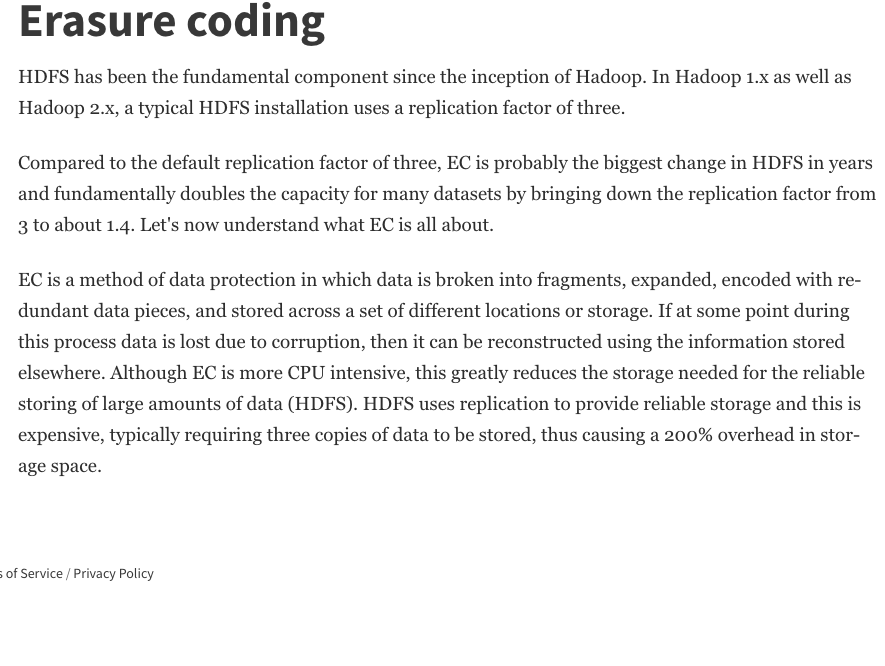 Erasure coding
HDFS has been the fundamental component since the inception of Hadoop. In Hadoop 1.x as well as
Hadoop 2.x, a typical HDFS installation uses a replication factor of three.
Compared to the default replication factor of three, EC is probably the biggest change in HDFS in years
and fundamentally doubles the capacity for many datasets by bringing down the replication factor from
3 to about 1.4. Let's now understand what EC is all about.
EC is a method of data protection in which data is broken into fragments, expanded, encoded with re-
dundant data pieces, and stored across a set of different locations or storage. If at some point during
this process data is lost due to corruption, then it can be reconstructed using the information stored
elsewhere. Although EC is more CPU intensive, this greatly reduces the storage needed for the reliable
storing of large amounts of data (HDFS). HDFS uses replication to provide reliable storage and this is
expensive, typically requiring three copies of data to be stored, thus causing a 200% overhead in stor-
age space.
s of Service / Privacy Policy